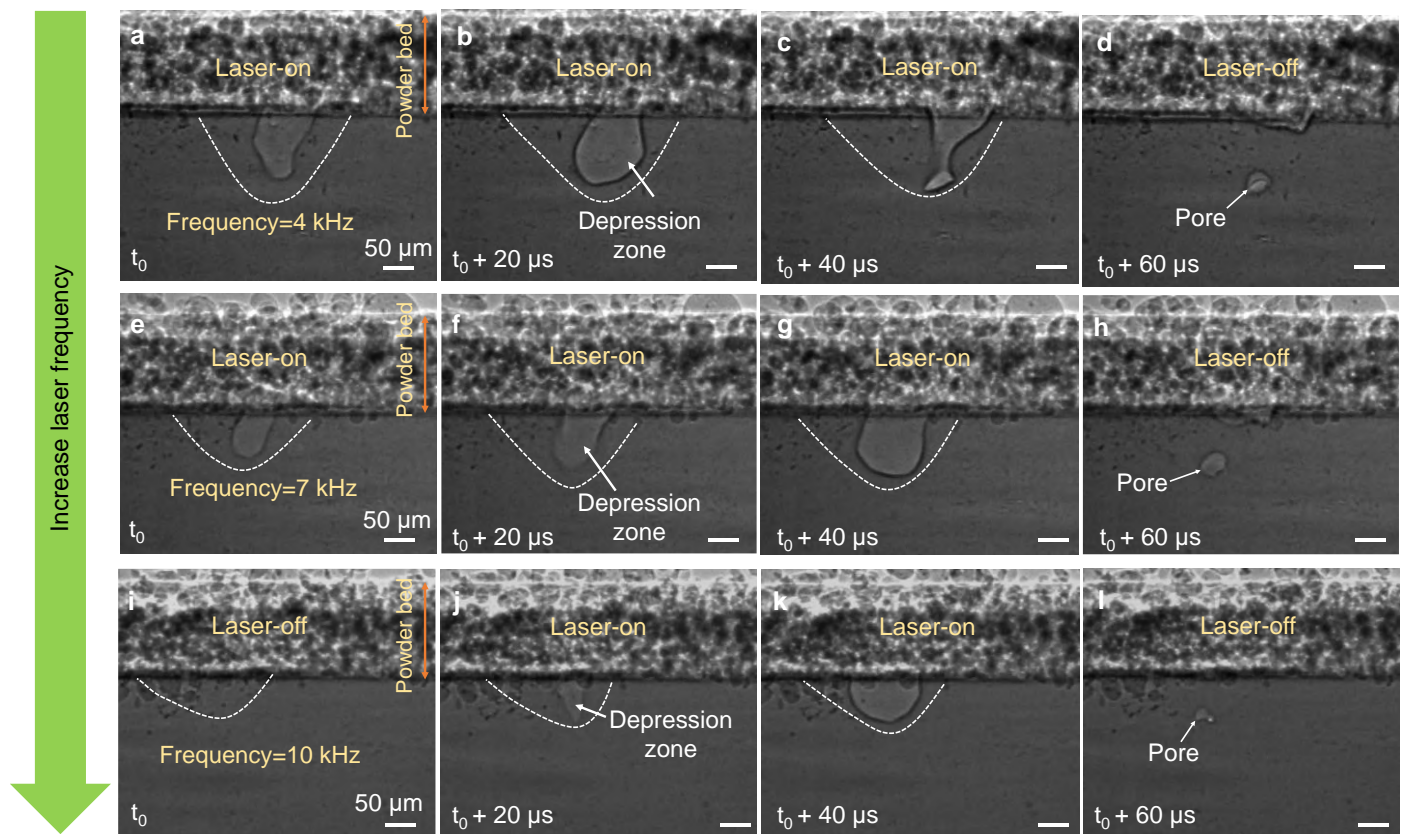 Increase laser frequency
a
Laser-on
Powder bed
Frequency=4 kHz
50 µm
t0
b
Laser-on
Depression
zone
t0 + 20 µs
c
Laser-on
t0 + 40 µs
d
Laser-off
Pore
t0 + 60 µs
e
Laser-on
Powder bed
Frequency=7 kHz
50 µm
t0
f
Laser-on
Depression
zone
t0 + 20 µs
g
Laser-on
t0 + 40 µs
h
Laser-off
Pore
t0 + 60 µs
i
Laser-off
Powder bed
Frequency=10 kHz
50 µm
t0
j
Laser-on
Depression
zone
t0 + 20 µs
k
Laser-on
t0 + 40 µs
l
Laser-off
Pore
t0 + 60 µs